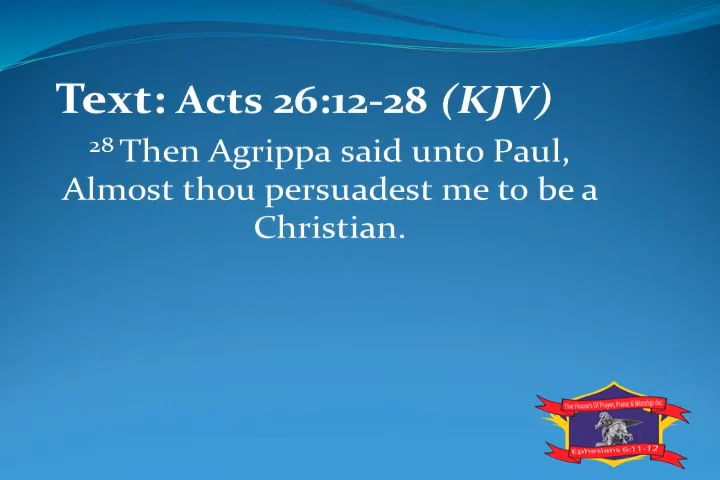 Text: Acts 26:12-28 (KJV)
28 Then Agrippa said unto Paul,
Almost thou persuadest me to be a
Christian.
The House's Of Prayer, Praise & Worship Inc.
Ephesians 6:11-12